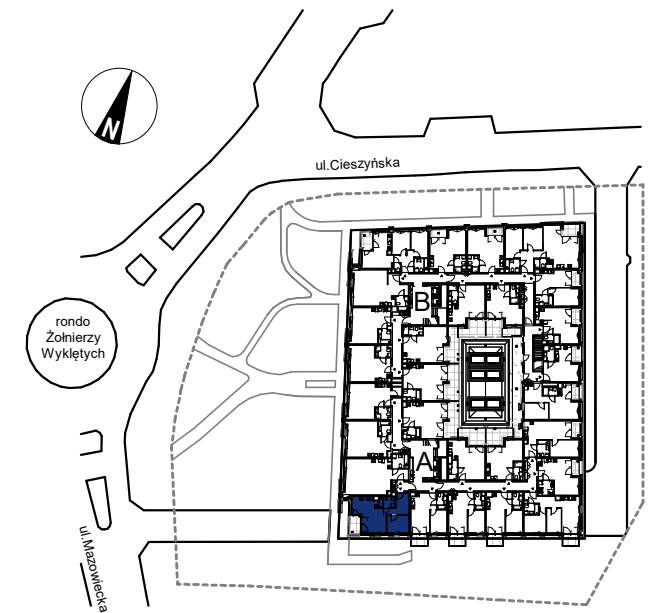 N
ul.Cieszyńska
rondo
Żołnierzy
Wyklętych
B
A
ul.Mazowiecka